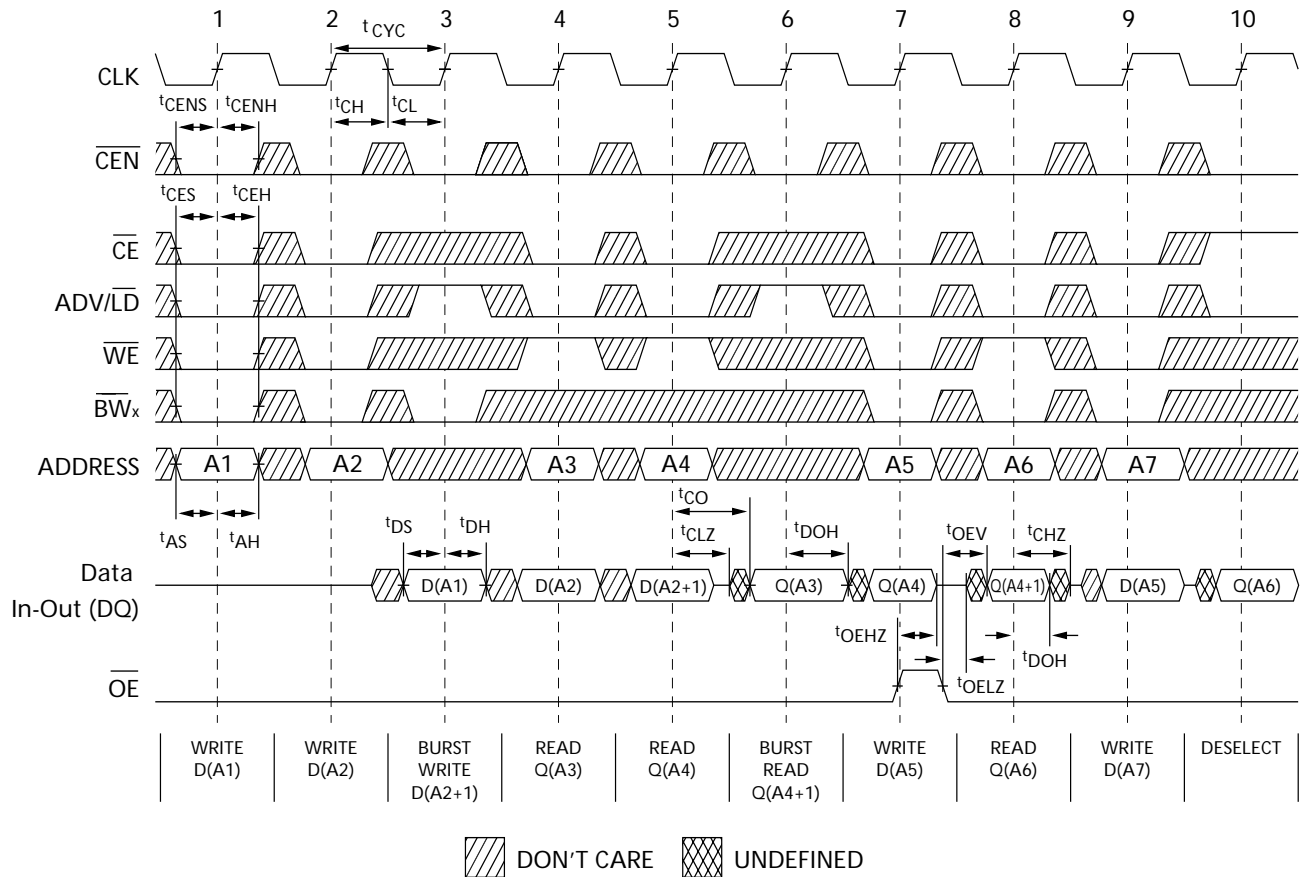 1 2 3 4 5 6 7 8 9 10
tCYC
CLK
tCENS tCENH tCH tCL
CEN
tCES tCEH
CE
ADV/LD
WE
BWx
ADDRESS A1 A2 A3 A4 A5 A6 A7
tCO
tAS tAH tDS tDH tCLZ tDOH tOEV tCHZ
Data
In-Out (DQ)
D(A1) D(A2) D(A2+1) Q(A3) Q(A4) Q(A4+1) D(A5) Q(A6)
tOEHZ tDOH
tOELZ
OE
WRITE
D(A1)
WRITE
D(A2)
BURST
WRITE
D(A2+1)
READ
Q(A3)
READ
Q(A4)
BURST
READ
Q(A4+1)
WRITE
D(A5)
READ
Q(A6)
WRITE
D(A7)
DESELECT
DON'T CARE UNDEFINED